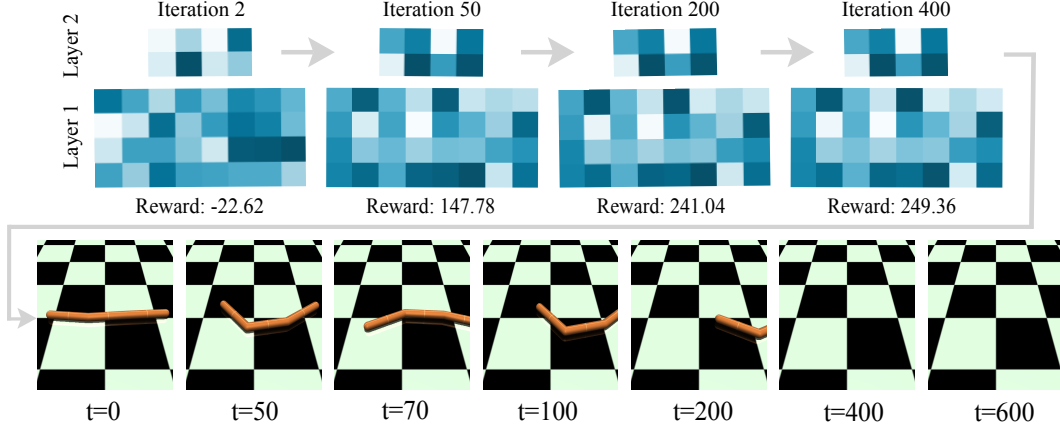 Iteration 2
Iteration 50
Iteration 200
Iteration 400
Layer 2
Layer 1
Reward: -22.62
Reward: 147.78
Reward: 241.04
Reward: 249.36
t=0
t=50
t=70
t=100
t=200
t=400
t=600